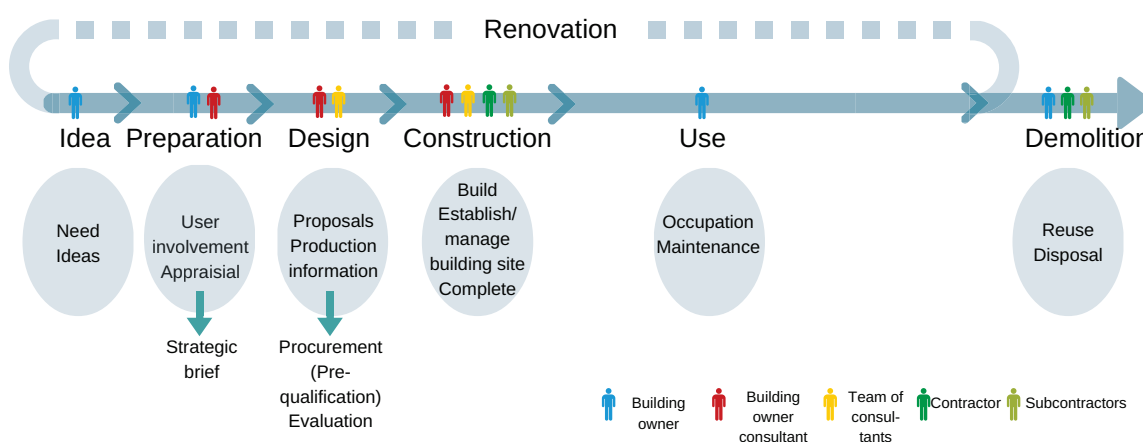 Renovation
Idea
Preparation
Design
Construction
Use
Demolition
Need
Ideas
User
involvement
Appraisial
Proposals
Production
information
Build
Establish/
manage
building site
Complete
Occupation
Maintenance
Reuse
Disposal
Strategic
brief
Procurement
(Pre-
qualification)
Evaluation
Building
owner
Building
owner
consultant
Team of
consul-
tants
Contractor
Subcontractors